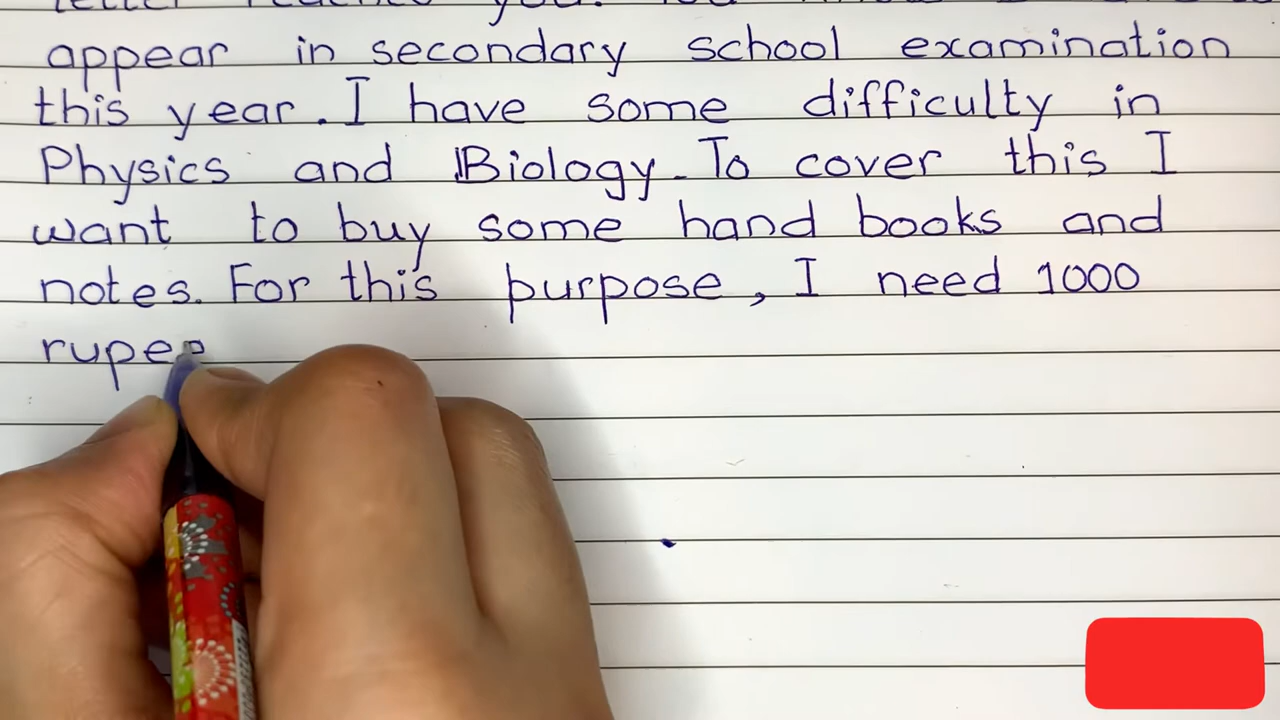 appear in secondary school examination
this year. I have some difficulty in
Physics and Biology. To cover this I
want to buy some hand books and
notes. For this purpose, I need 1000
rupee